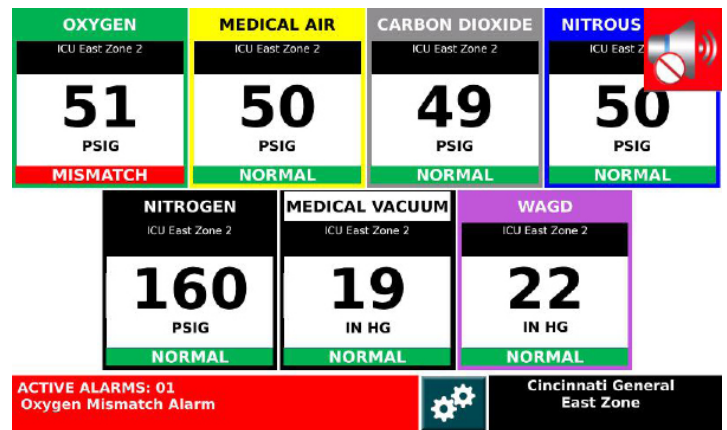 OXYGEN
ICU East Zone 2
51
PSIG
MISMATCH
MEDICAL AIR
ICU East Zone 2
50
PSIG
NORMAL
CARBON DIOXIDE
ICU East Zone 2
49
PSIG
NORMAL
NITROUS
ICU East Z
50
PSIG
NORMAL
NITROGEN
ICU East Zone 2
160
PSIG
NORMAL
MEDICAL VACUUM
ICU East Zone 2
19
IN HG
NORMAL
WAGD
ICU East Zone 2
22
IN HG
NORMAL
ACTIVE ALARMS: 01
Oxygen Mismatch Alarm
Cincinnati General
East Zone